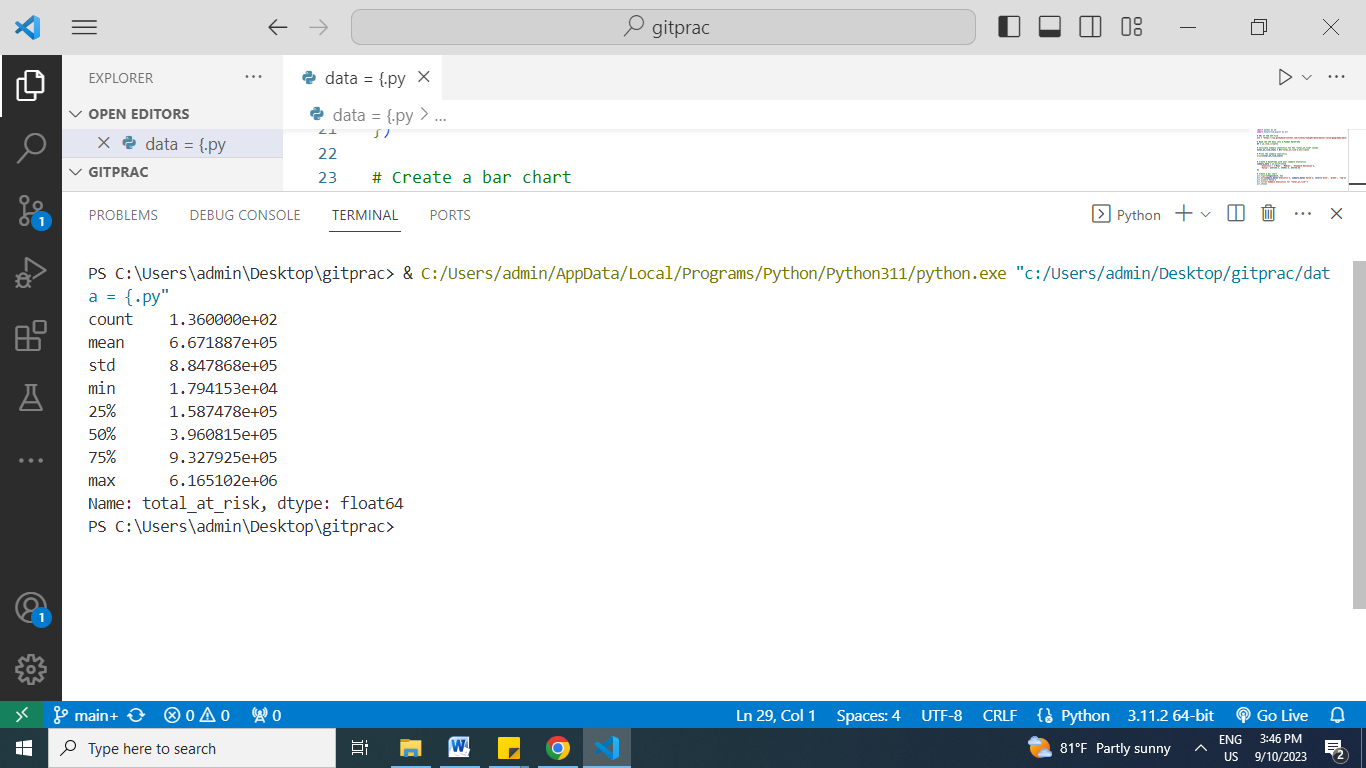 gitprac
EXPLORER
OPEN EDITORS
data = {.py
GITPRAC
data = {.py
data = {.py > ...
21 })
22
23 # Create a bar chart
PROBLEMS DEBUG CONSOLE TERMINAL PORTS
Python
PS C:\Users\admin\Desktop\gitprac> & C:/Users/admin/AppData/Local/Programs/Python/Python311/python.exe "c:/Users/admin/Desktop/gitprac/dat
a = {.py"
count 1.360000e+02
mean 6.671887e+05
std 8.847868e+05
min 1.794153e+04
25% 1.587478e+05
50% 3.960815e+05
75% 9.327925e+05
max 6.165102e+06
Name: total_at_risk, dtype: float64
PS C:\Users\admin\Desktop\gitprac>
1
1
main+ 0 0 0 Ln 29, Col 1 Spaces: 4 UTF-8 CRLF Python 3.11.2 64-bit Go Live
Type here to search
81°F Partly sunny
ENG
US
3:46 PM
9/10/2023
2